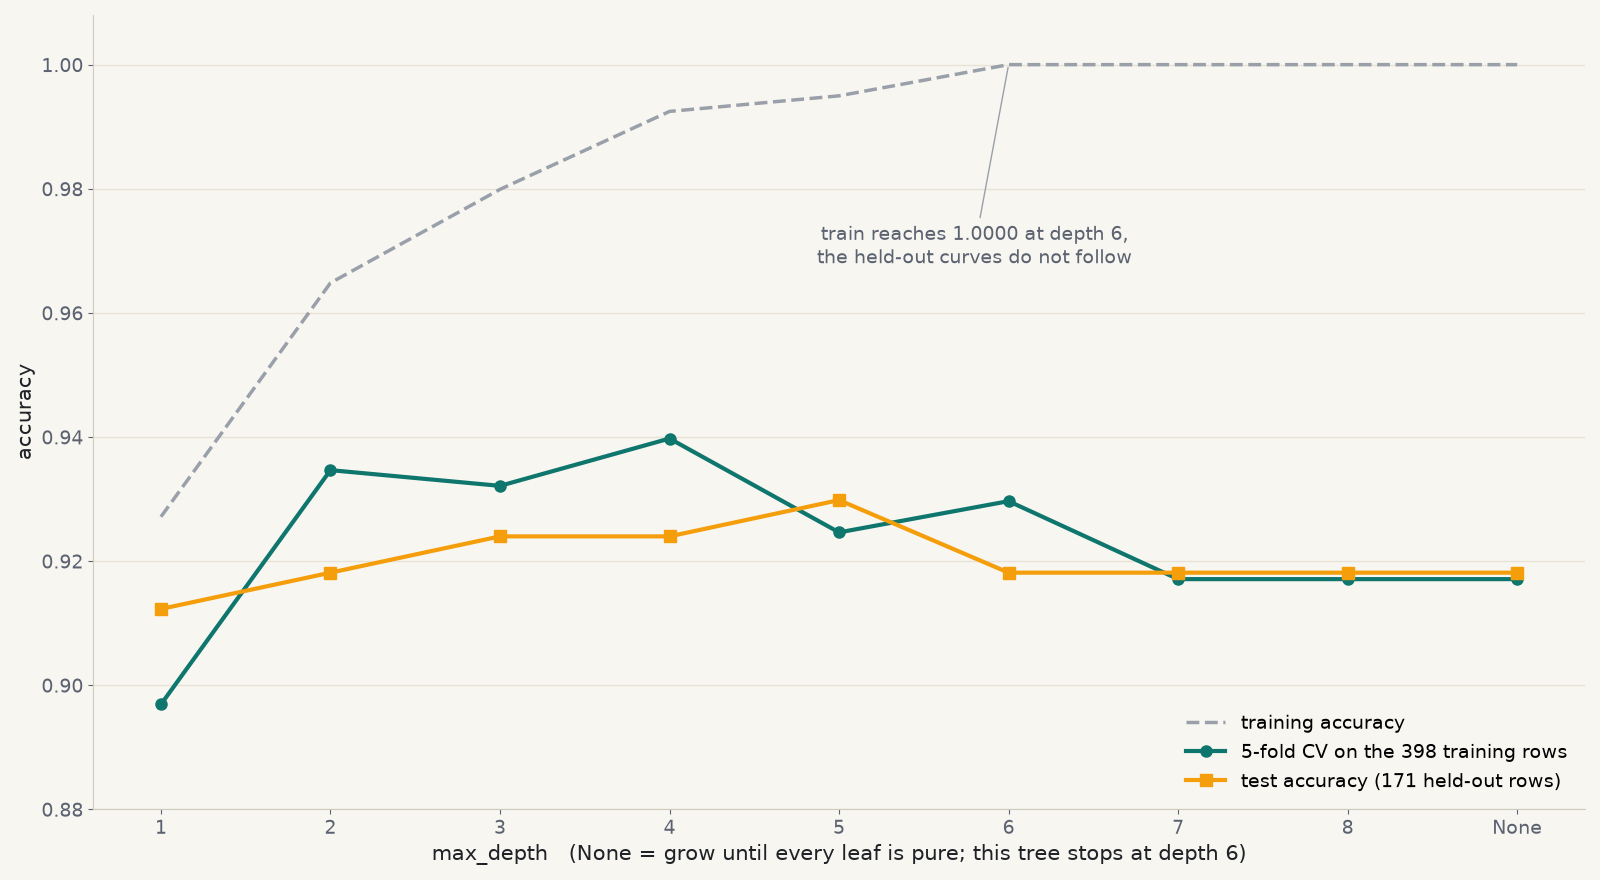 1.00
0.98
0.96
0.94
0.92
0.90
0.88
accuracy
train reaches 1.0000 at depth 6,
the held-out curves do not follow
training accuracy
5-fold CV on the 398 training rows
test accuracy (171 held-out rows)
1 2 3 4 5 6 7 8 None
max_depth (None = grow until every leaf is pure; this tree stops at depth 6)